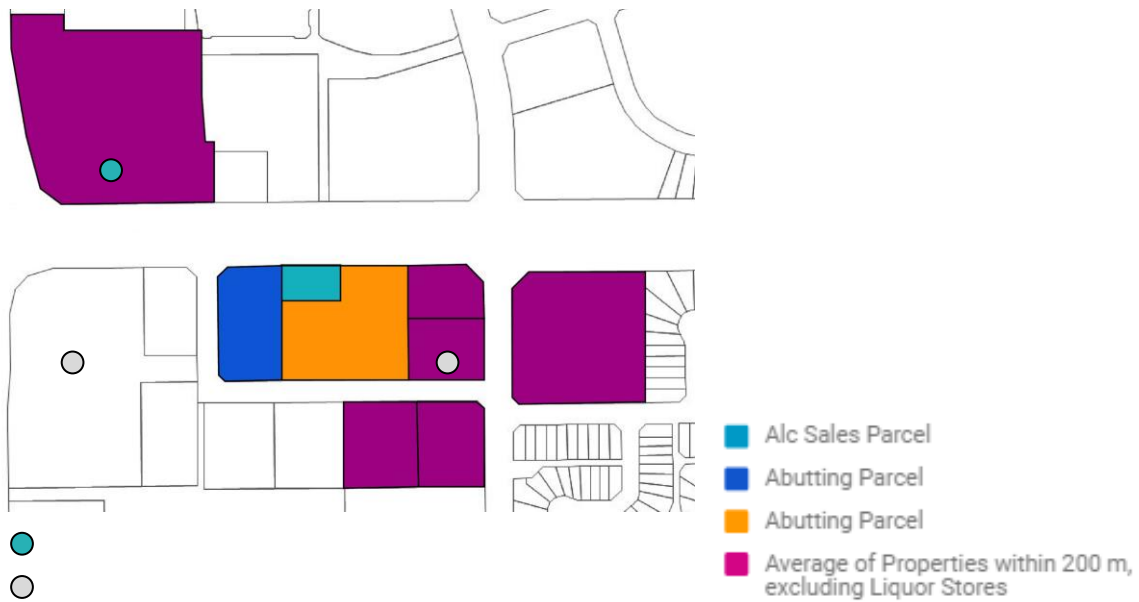 Alc Sales Parcel
Abutting Parcel
Abutting Parcel
Average of Properties within 200 m,
excluding Liquor Stores